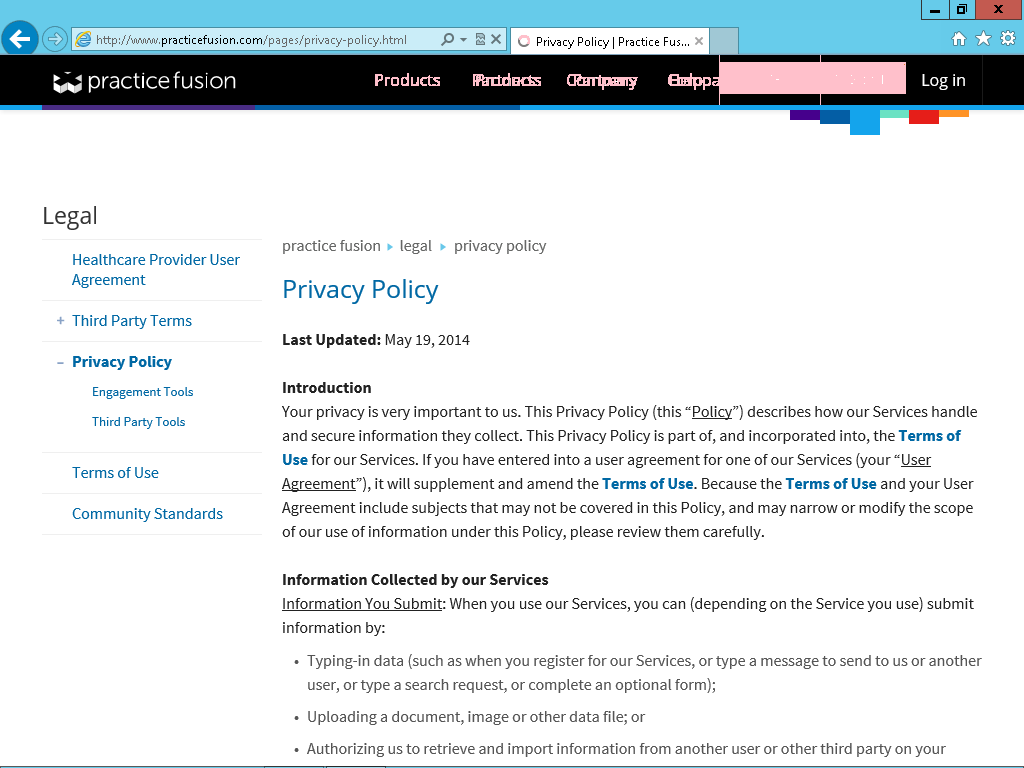 http://www.practicefusion.com/pages/privacy-policy.html
Privacy Policy | Practice Fus...
practice fusion
Products
Log in
Legal
Healthcare Provider User
Agreement
+ Third Party Terms
– Privacy Policy
Engagement Tools
Third Party Tools
Terms of Use
Community Standards
practice fusion ▸ legal ▸ privacy policy
Privacy Policy
Last Updated: May 19, 2014
Introduction
Your privacy is very important to us. This Privacy Policy (this “Policy”) describes how our Services handle
and secure information they collect. This Privacy Policy is part of, and incorporated into, the Terms of
Use for our Services. If you have entered into a user agreement for one of our Services (your “User
Agreement”), it will supplement and amend the Terms of Use. Because the Terms of Use and your User
Agreement include subjects that may not be covered in this Policy, and may narrow or modify the scope
of our use of information under this Policy, please review them carefully.
Information Collected by our Services
Information You Submit: When you use our Services, you can (depending on the Service you use) submit
information by:
• Typing-in data (such as when you register for our Services, or type a message to send to us or another
user, or type a search request, or complete an optional form);
• Uploading a document, image or other data file; or
• Authorizing us to retrieve and import information from another user or other third party on your